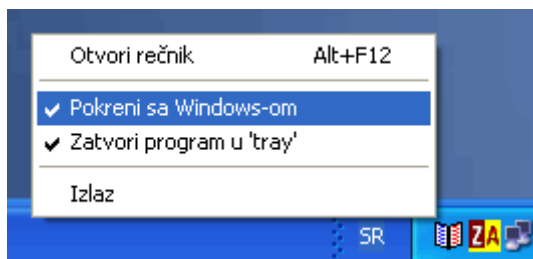 Otvori rečnik Alt+F12
Pokreni sa Windows-om
Zatvori program u 'tray'
Izlaz
SR ZA